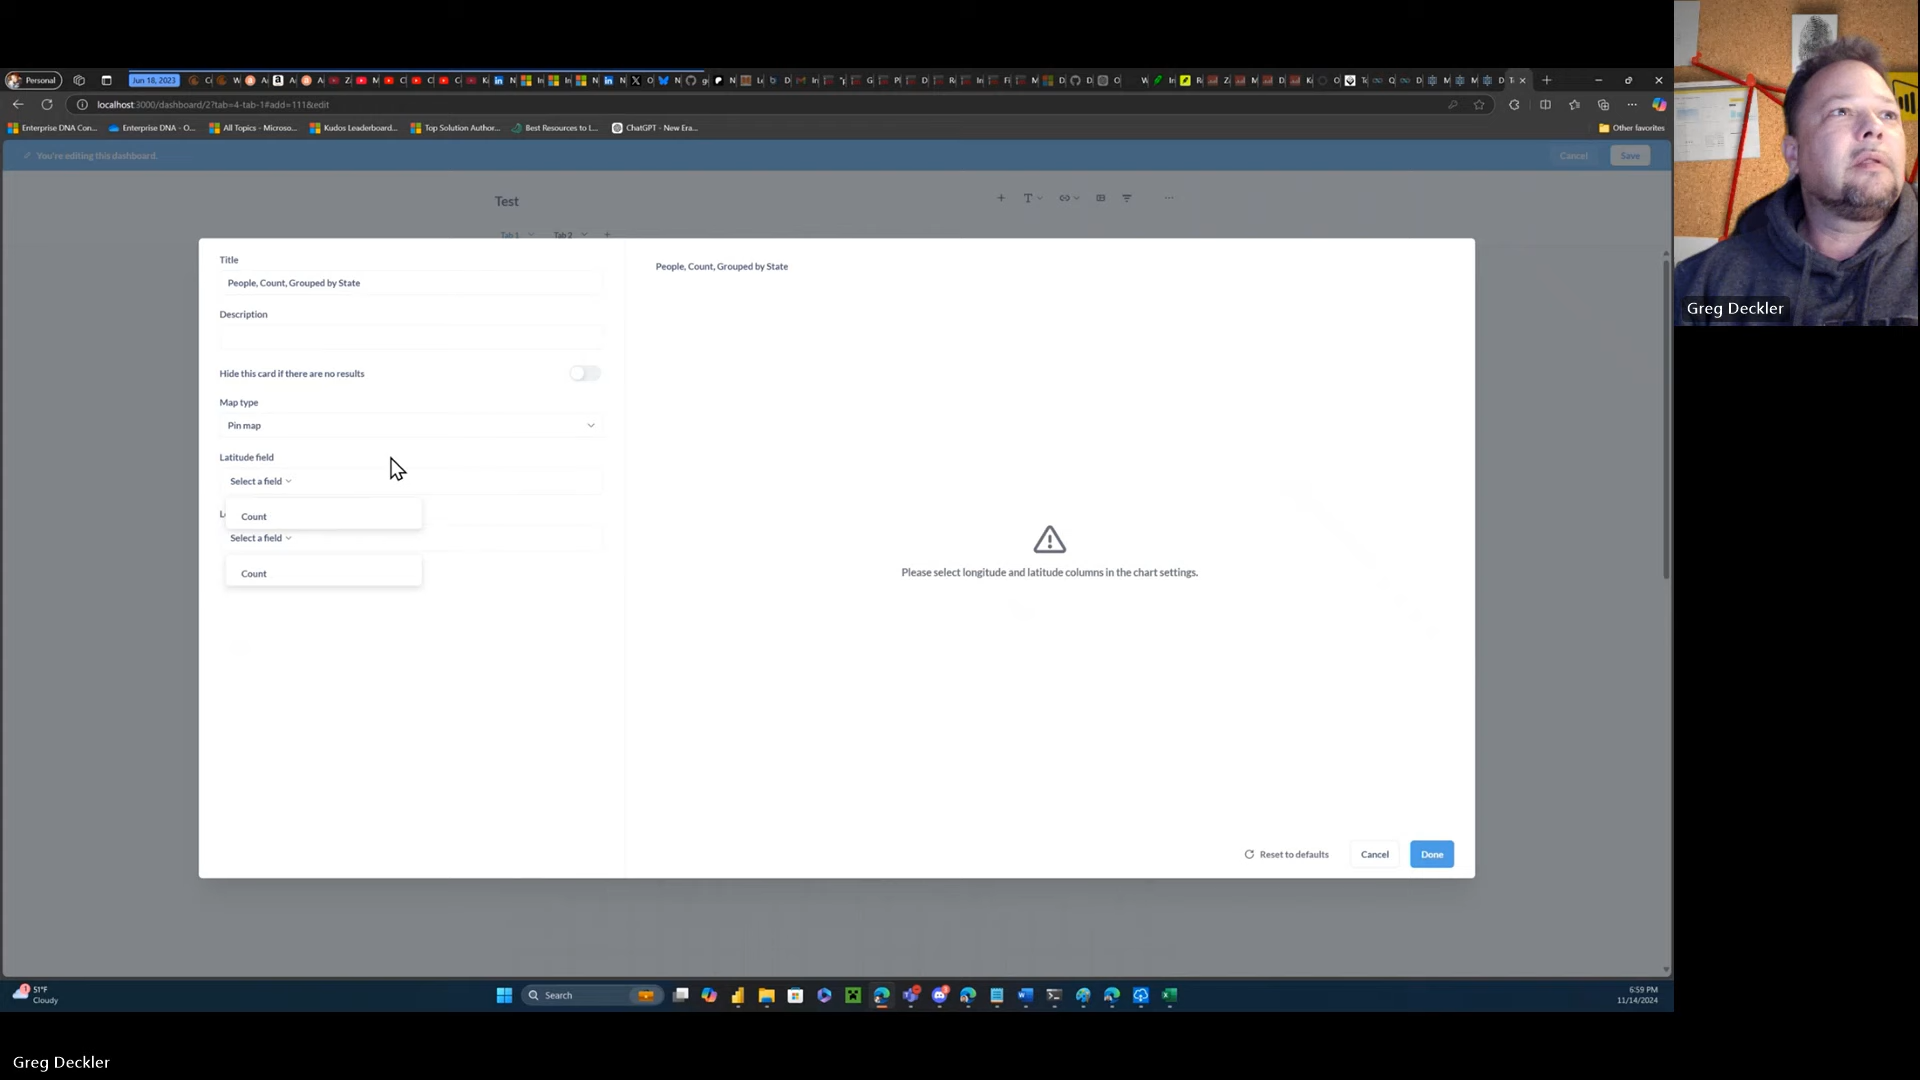 Personal
Jun 18, 2023
localhost:3000/dashboard/2?tab=4-tab-1#add=111&edit
Enterprise DNA Con...
Enterprise DNA - O...
All Topics - Microso...
Kudos Leaderboard...
Top Solution Author...
Best Resources to L...
ChatGPT - New Era...
Other favorites
You're editing this dashboard.
Cancel
Save
Test
Tab 1
Tab 2
Title
People, Count, Grouped by State
Description
Hide this card if there are no results
Map type
Pin map
Latitude field
Select a field
Count
Select a field
Count
People, Count, Grouped by State
Please select longitude and latitude columns in the chart settings.
Reset to defaults
Cancel
Done
Greg Deckler
51°F
Cloudy
Search
6:59 PM
11/14/2024
Greg Deckler